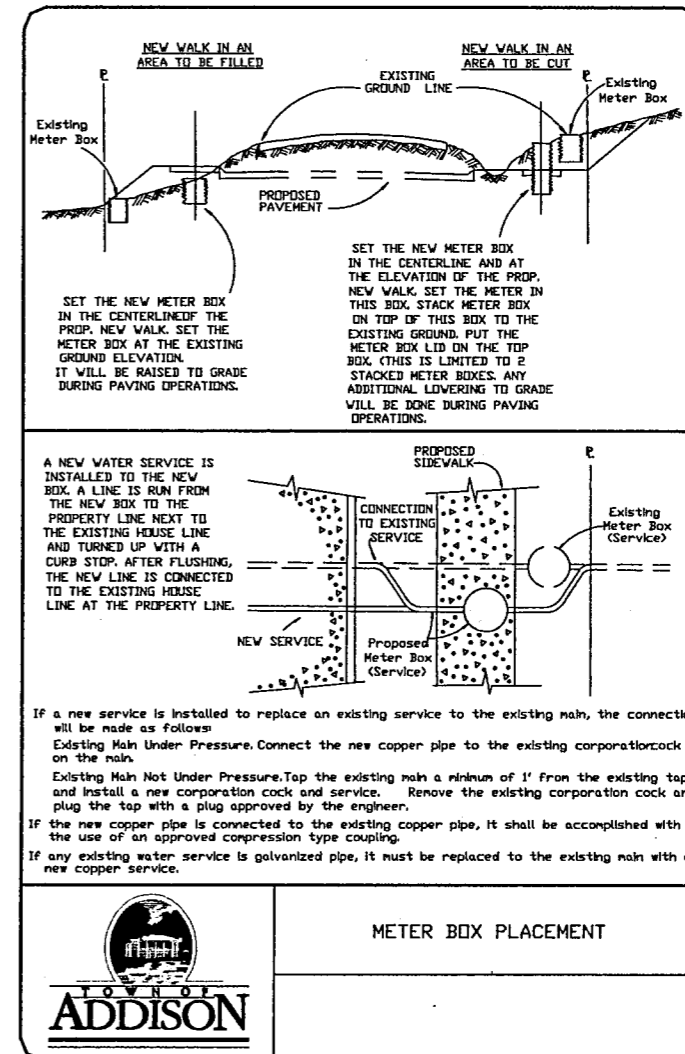 NEW WALK IN AN
AREA TO BE FILLED
NEW WALK IN AN
AREA TO BE CUT
EXISTING
GROUND LINE
Existing
Meter Box
Existing
Meter Box
PROPOSED
PAVEMENT
SET THE NEW METER BOX
IN THE CENTERLINEOF THE
PROP. NEW WALK. SET THE
METER BOX AT THE EXISTING
GROUND ELEVATION.
IT WILL BE RAISED TO GRADE
DURING PAVING OPERATIONS.
SET THE NEW METER BOX
IN THE CENTERLINE AND AT
THE ELEVATION OF THE PROP.
NEW WALK. SET THE METER IN
THIS BOX. STACK METER BOX
ON TOP OF THIS BOX TO THE
EXISTING GROUND. PUT THE
METER BOX LID ON THE TOP
BOX. (THIS IS LIMITED TO 2
STACKED METER BOXES. ANY
ADDITIONAL LOWERING TO GRADE
WILL BE DONE DURING PAVING
OPERATIONS.
A NEW WATER SERVICE IS
INSTALLED TO THE NEW
BOX. A LINE IS RUN FROM
THE NEW BOX TO THE
PROPERTY LINE NEXT TO
THE EXISTING HOUSE LINE
AND TURNED UP WITH A
CURB STOP. AFTER FLUSHING,
THE NEW LINE IS CONNECTED
TO THE EXISTING HOUSE
LINE AT THE PROPERTY LINE.
PROPOSED
SIDEWALK
CONNECTION
TO EXISTING
SERVICE
Existing
Meter Box
(Service)
NEW SERVICE
Proposed
Meter Box
(Service)
If a new service is installed to replace an existing service to the existing main, the connecti
will be made as follows:
Existing Main Under Pressure. Connect the new copper pipe to the existing corporationcock
on the main.
Existing Main Not Under Pressure.Tap the existing main a minimum of 1' from the existing tap
and install a new corporation cock and service. Remove the existing corporation cock an
plug the tap with a plug approved by the engineer.
If the new copper pipe is connected to the existing copper pipe, it shall be accomplished with
the use of an approved compression type coupling.
If any existing water service is galvanized pipe, it must be replaced to the existing main with a
new copper service.
METER BOX PLACEMENT
TOWN OF
ADDISON